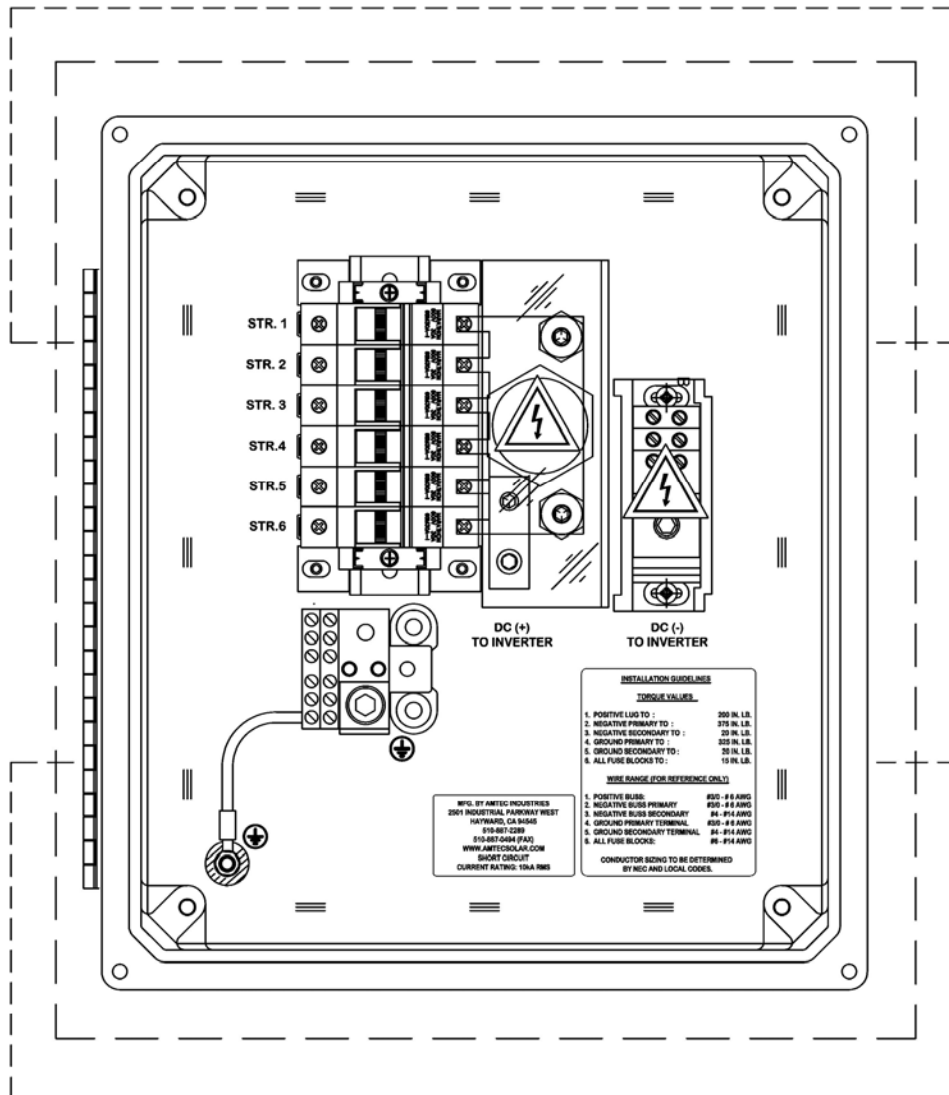 STR. 1
STR. 2
STR. 3
STR.4
STR.5
STR.6
DC (+)
TO INVERTER
DC (-)
TO INVERTER
INSTALLATION GUIDELINES
TORQUE VALUES
1. POSITIVE LUG TO : 200 IN. LB.
2. NEGATIVE PRIMARY TO : 375 IN. LB.
3. NEGATIVE SECONDARY TO : 20 IN. LB.
4. GROUND PRIMARY TO : 325 IN. LB.
5. GROUND SECONDARY TO : 20 IN. LB.
6. ALL FUSE BLOCKS TO : 15 IN. LB.
WIRE RANGE (FOR REFERENCE ONLY)
1. POSITIVE BUSS: #3/0 - # 6 AWG
2. NEGATIVE BUSS PRIMARY #3/0 - # 6 AWG
3. NEGATIVE BUSS SECONDARY #4 - #14 AWG
4. GROUND PRIMARY TERMINAL #3/0 - # 6 AWG
5. GROUND SECONDARY TERMINAL #4 - #14 AWG
6. ALL FUSE BLOCKS: #6 - #14 AWG
CONDUCTOR SIZING TO BE DETERMINED
BY NEC AND LOCAL CODES.
MFG. BY AMTEC INDUSTRIES
2501 INDUSTRIAL PARKWAY WEST
HAYWARD, CA 94545
510-887-2289
510-887-0494 (FAX)
WWW.AMTECSOLAR.COM
SHORT CIRCUIT
CURRENT RATING: 10kA RMS